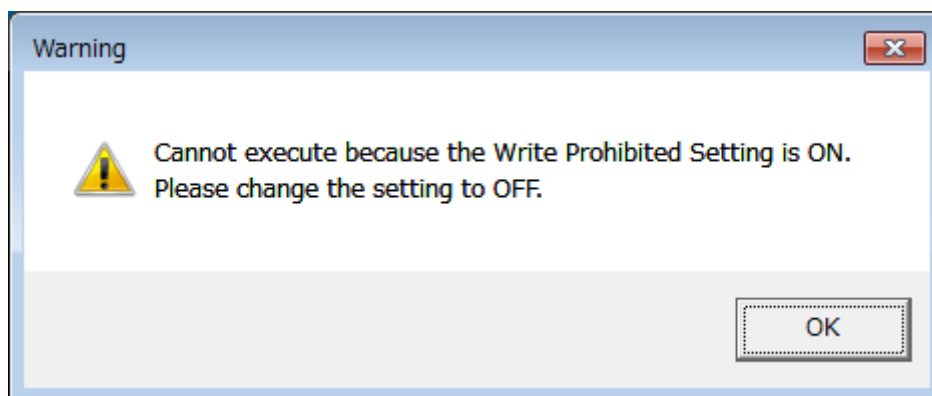 Warning
Cannot execute because the Write Prohibited Setting is ON.
Please change the setting to OFF.
OK